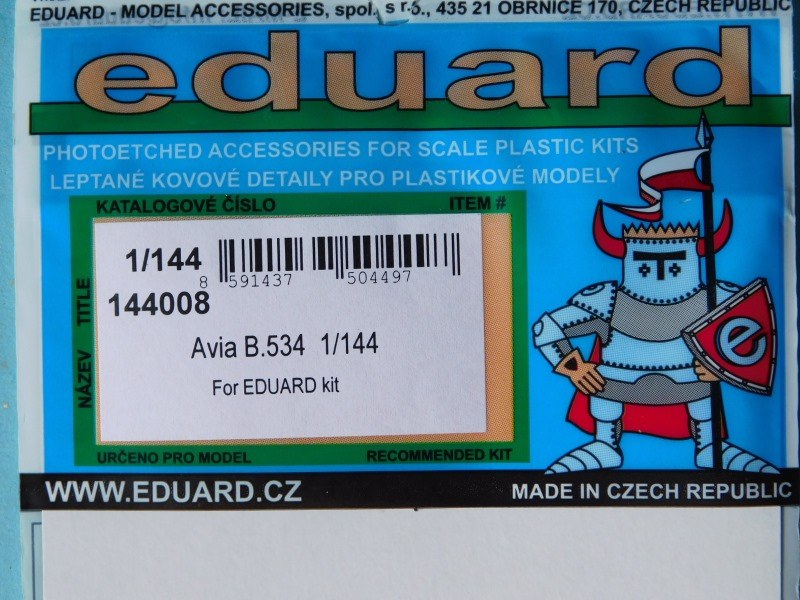 EDUARD - MODEL ACCESSORIES, spol. s r.o., 435 21 OBRNICE 170, CZECH REPUBLIC
eduard
PHOTOETCHED ACCESSORIES FOR SCALE PLASTIC KITS
LEPTANÉ KOVOVÉ DETAILY PRO PLASTIKOVÉ MODELY
KATALOGOVÉ ČÍSLO ITEM #
1/144
8 591437 504497
144008
NÁZEV TITLE
Avia B.534 1/144
For EDUARD kit
e
URČENO PRO MODEL RECOMMENDED KIT
WWW.EDUARD.CZ MADE IN CZECH REPUBLIC